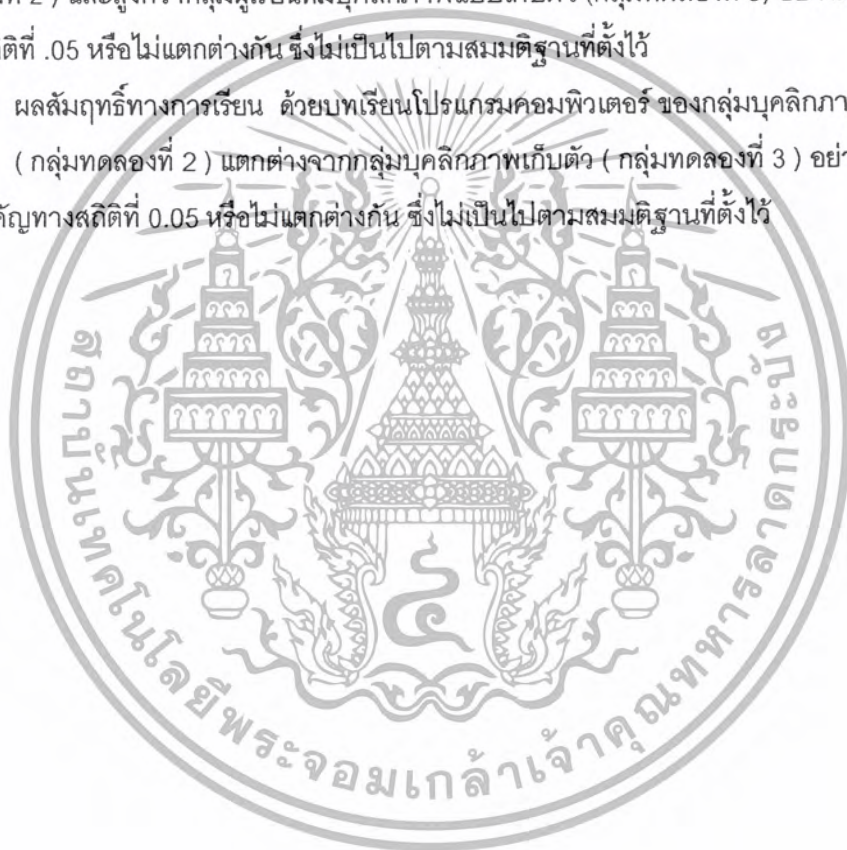 ผลสัมฤทธิ์ทางการเรียน ด้วยบทเรียนโปรแกรมคอมพิวเตอร์ ของกลุ่มบุคลิกภา
ติที่ .05 หรือไม่แตกต่างกัน ซึ่งไม่เป็นไปตามสมมติฐานที่ตั้งไว้
( กลุ่มทดลองที่ 2 ) แตกต่างจากกลุ่มบุคลิกภาพเก็บตัว ( กลุ่มทดลองที่ 3 ) อย่า
ัญทางสถิติที่ 0.05 หรือไม่แตกต่างกัน ซึ่งไม่เป็นไปตามสมมติฐานที่ตั้งไว้
สถาบันเทคโนโลยีพระจอมเกล้าเจ้าคุณทหารลาดกระบัง
๔